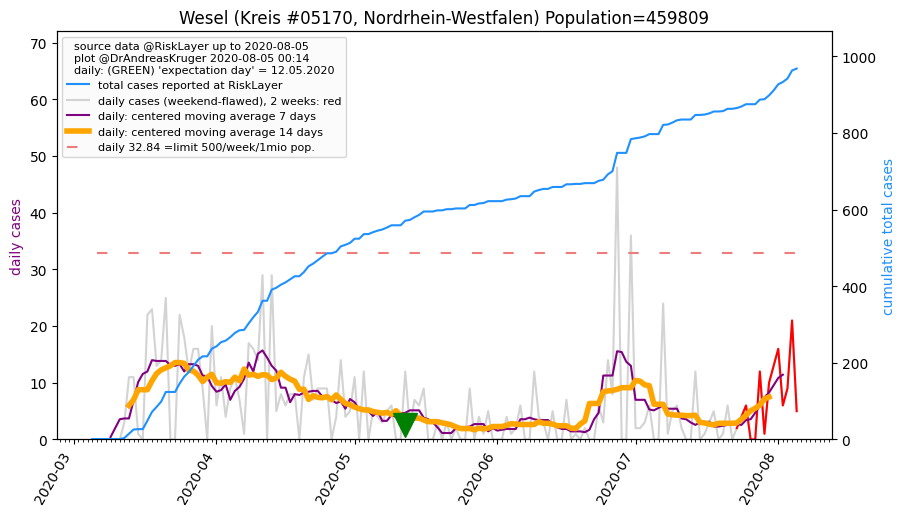 Wesel (Kreis #05170, Nordrhein-Westfalen) Population=459809
source data @RiskLayer up to 2020-08-05
plot @DrAndreasKruger 2020-08-05 00:14
daily: (GREEN) 'expectation day' = 12.05.2020
total cases reported at RiskLayer
daily cases (weekend-flawed), 2 weeks: red
daily: centered moving average 7 days
daily: centered moving average 14 days
daily 32.84 =limit 500/week/1mio pop.
daily cases
70
60
50
40
30
20
10
0
cumulative total cases
1000
800
600
400
200
0
2020-03
2020-04
2020-05
2020-06
2020-07
2020-08